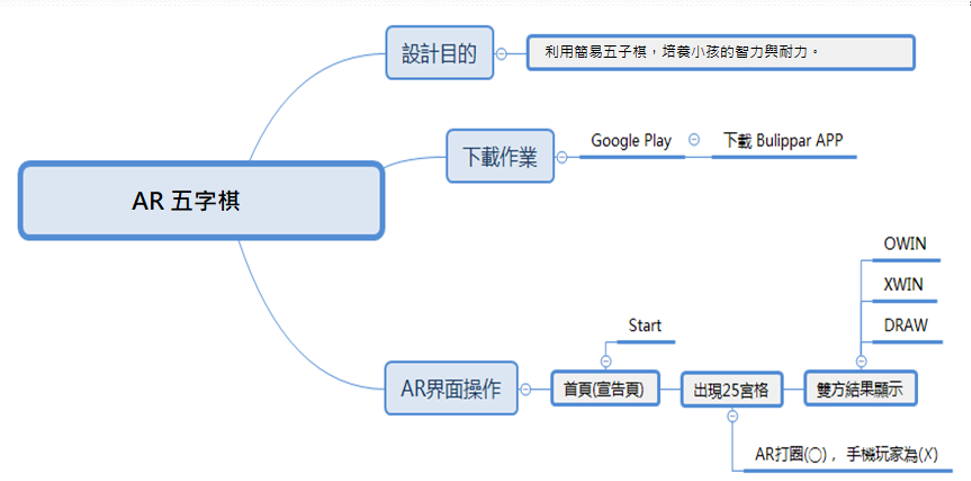 設計目的
利用簡易五子棋，培養小孩的智力與耐力。
下載作業
Google Play
下載 Bulippar APP
AR 五字棋
OWIN
XWIN
DRAW
Start
AR界面操作
首頁(宣告頁)
出現25宮格
雙方結果顯示
AR打圈(◯)，手機玩家為(X)